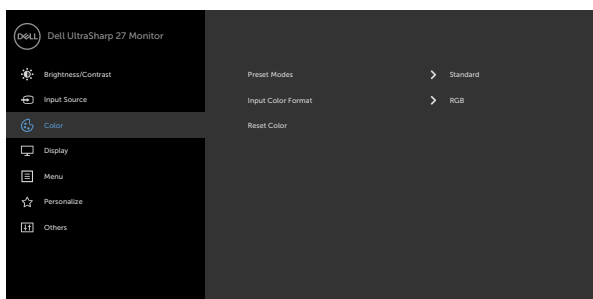 DELL Dell UltraSharp 27 Monitor
Brightness/Contrast Preset Modes Standard
Input Source Input Color Format RGB
Color Reset Color
Display
Menu
Personalize
Others